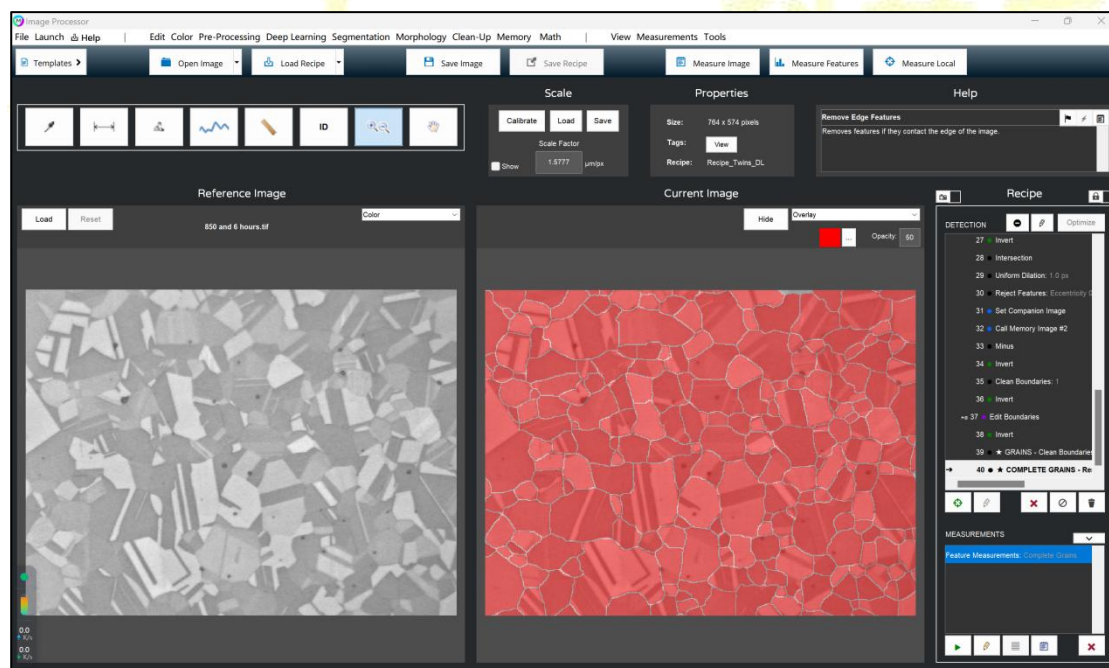 Image Processor
File Launch Help | Edit Color Pre-Processing Deep Learning Segmentation Morphology Clean-Up Memory Math | View Measurements Tools
Templates Open Image Load Recipe Save Image Save Recipe Measure Image Measure Features Measure Local
ID
Scale
Calibrate Load Save
Scale Factor
Show 1.5777 µm/px
Properties
Size: 764 x 574 pixels
Tags: View
Recipe: Recipe_Twins_DL
Help
Remove Edge Features
Removes features if they contact the edge of the image.
Reference Image
Load Reset
850 and 6 hours.tif
Color
Current Image
Hide Overlay
... Opacity: 60
Recipe
DETECTION Optimize
27 Invert
28 Intersection
29 Uniform Dilation: 1.0 px
30 Reject Features: Eccentricity 0
31 Set Companion Image
32 Call Memory Image #2
33 Minus
34 Invert
35 Clean Boundaries: 1
36 Invert
37 Edit Boundaries
38 Invert
39 ★ GRAINS - Clean Boundaries
40 ★ COMPLETE GRAINS - Re
MEASUREMENTS
Feature Measurements: Complete Grains
0.0
K/s
0.0
K/s